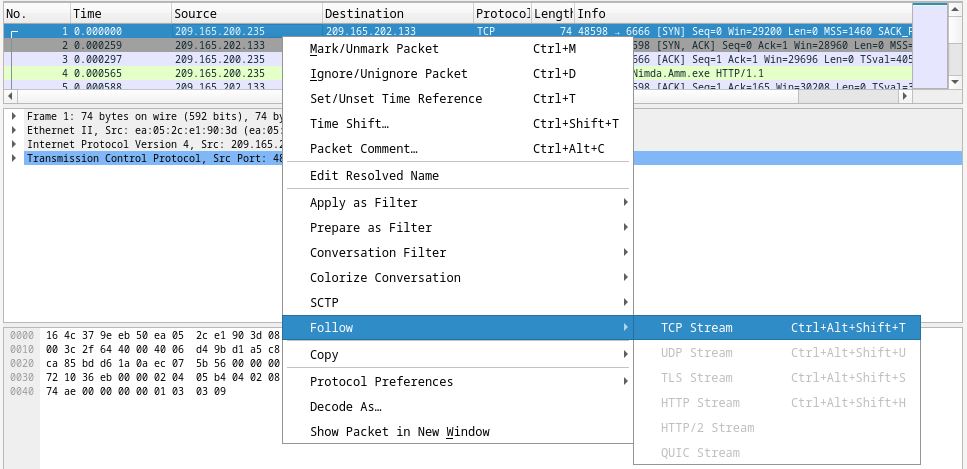 No. Time Source Destination Protocol Length Info
1 0.000000 209.165.200.235 209.165.202.133 TCP 74 48598 → 6666 [SYN] Seq=0 Win=29200 Len=0 MSS=1460 SACK_P
2 0.000259 209.165.202.133 598 [SYN, ACK] Seq=0 Ack=1 Win=28960 Len=0 MSS=
3 0.000297 209.165.200.235 666 [ACK] Seq=1 Ack=1 Win=29696 Len=0 TSval=405
4 0.000565 209.165.200.235 Nimda.Amm.exe HTTP/1.1
5 0.000588 209.165.202.133 598 [ACK] Seq=1 Ack=165 Win=30208 Len=0 TSval=3
Frame 1: 74 bytes on wire (592 bits), 74 by
Ethernet II, Src: ea:05:2c:e1:90:3d (ea:05:
Internet Protocol Version 4, Src: 209.165.2
Transmission Control Protocol, Src Port: 48
0000 16 4c 37 9e eb 50 ea 05 2c e1 90 3d 08
0010 00 3c 2f 64 40 00 40 06 d4 9b d1 a5 c8
0020 ca 85 bd d6 1a 0a ec 07 5b 56 00 00 00
0030 72 10 36 eb 00 00 02 04 05 b4 04 02 08
0040 74 ae 00 00 00 00 01 03 03 09
Mark/Unmark Packet Ctrl+M
Ignore/Unignore Packet Ctrl+D
Set/Unset Time Reference Ctrl+T
Time Shift… Ctrl+Shift+T
Packet Comment… Ctrl+Alt+C
Edit Resolved Name
Apply as Filter
Prepare as Filter
Conversation Filter
Colorize Conversation
SCTP
Follow
Copy
Protocol Preferences
Decode As…
Show Packet in New Window
TCP Stream Ctrl+Alt+Shift+T
UDP Stream Ctrl+Alt+Shift+U
TLS Stream Ctrl+Alt+Shift+S
HTTP Stream Ctrl+Alt+Shift+H
HTTP/2 Stream
QUIC Stream